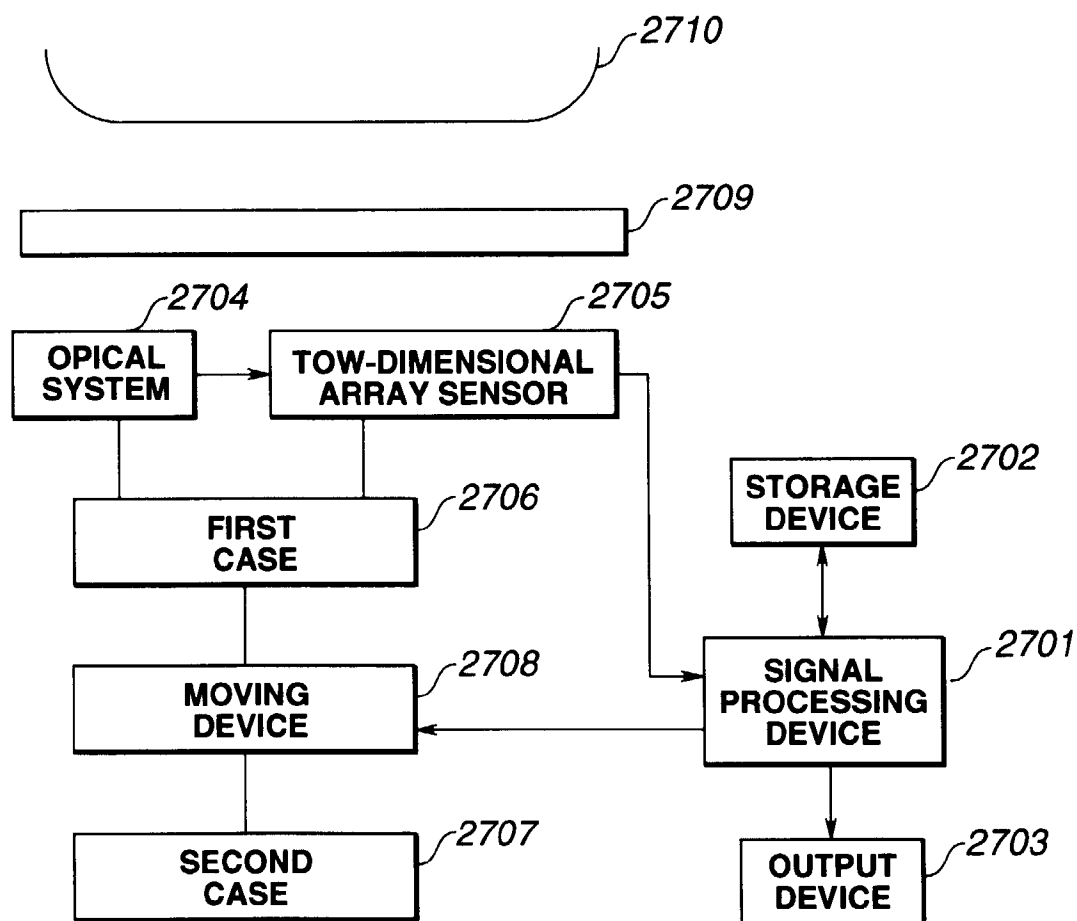 2710
2709
2704
OPICAL
SYSTEM
2705
TOW-DIMENSIONAL
ARRAY SENSOR
2702
STORAGE
DEVICE
2706
FIRST
CASE
2701
SIGNAL
PROCESSING
DEVICE
2708
MOVING
DEVICE
2707
SECOND
CASE
2703
OUTPUT
DEVICE